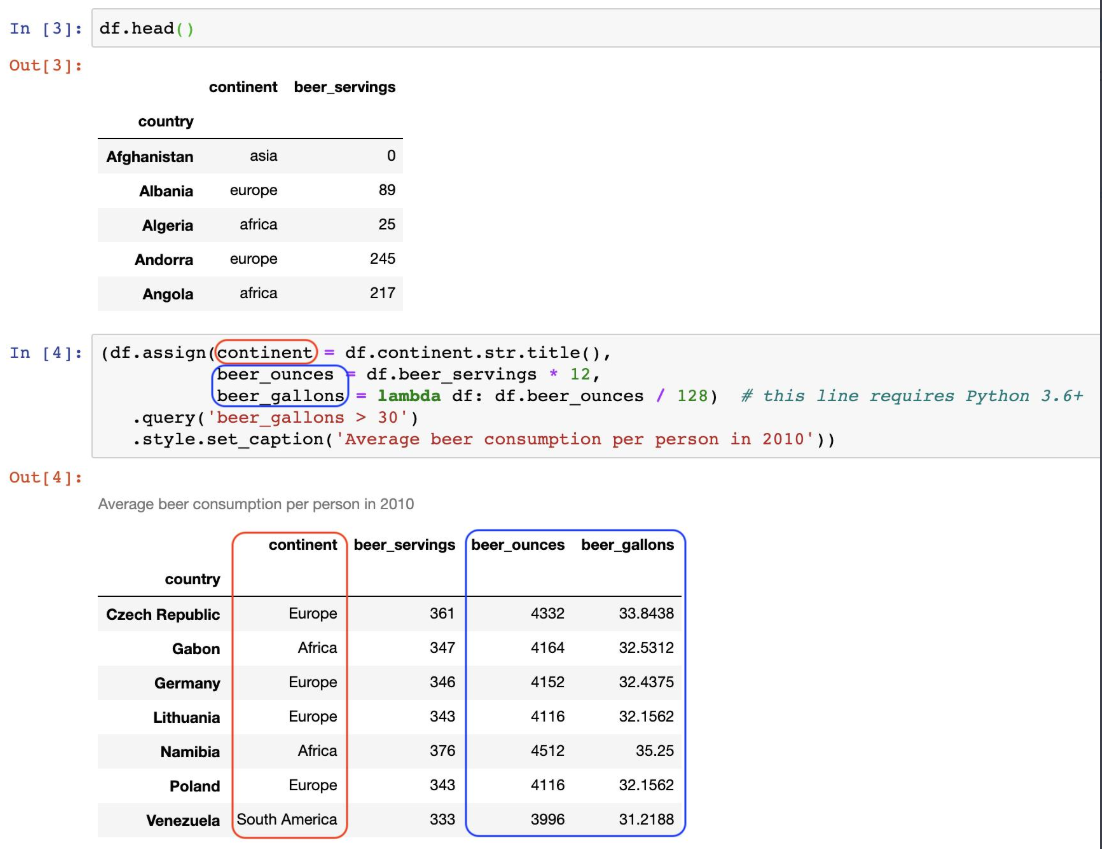 In [3]: df.head()
Out[3]:
continent beer_servings
country
Afghanistan asia 0
Albania europe 89
Algeria africa 25
Andorra europe 245
Angola africa 217
In [4]: (df.assign(continent = df.continent.str.title(),
beer_ounces = df.beer_servings * 12,
beer_gallons = lambda df: df.beer_ounces / 128) # this line requires Python 3.6+
.query('beer_gallons > 30')
.style.set_caption('Average beer consumption per person in 2010'))
Out[4]:
Average beer consumption per person in 2010
continent beer_servings beer_ounces beer_gallons
country
Czech Republic Europe 361 4332 33.8438
Gabon Africa 347 4164 32.5312
Germany Europe 346 4152 32.4375
Lithuania Europe 343 4116 32.1562
Namibia Africa 376 4512 35.25
Poland Europe 343 4116 32.1562
Venezuela South America 333 3996 31.2188